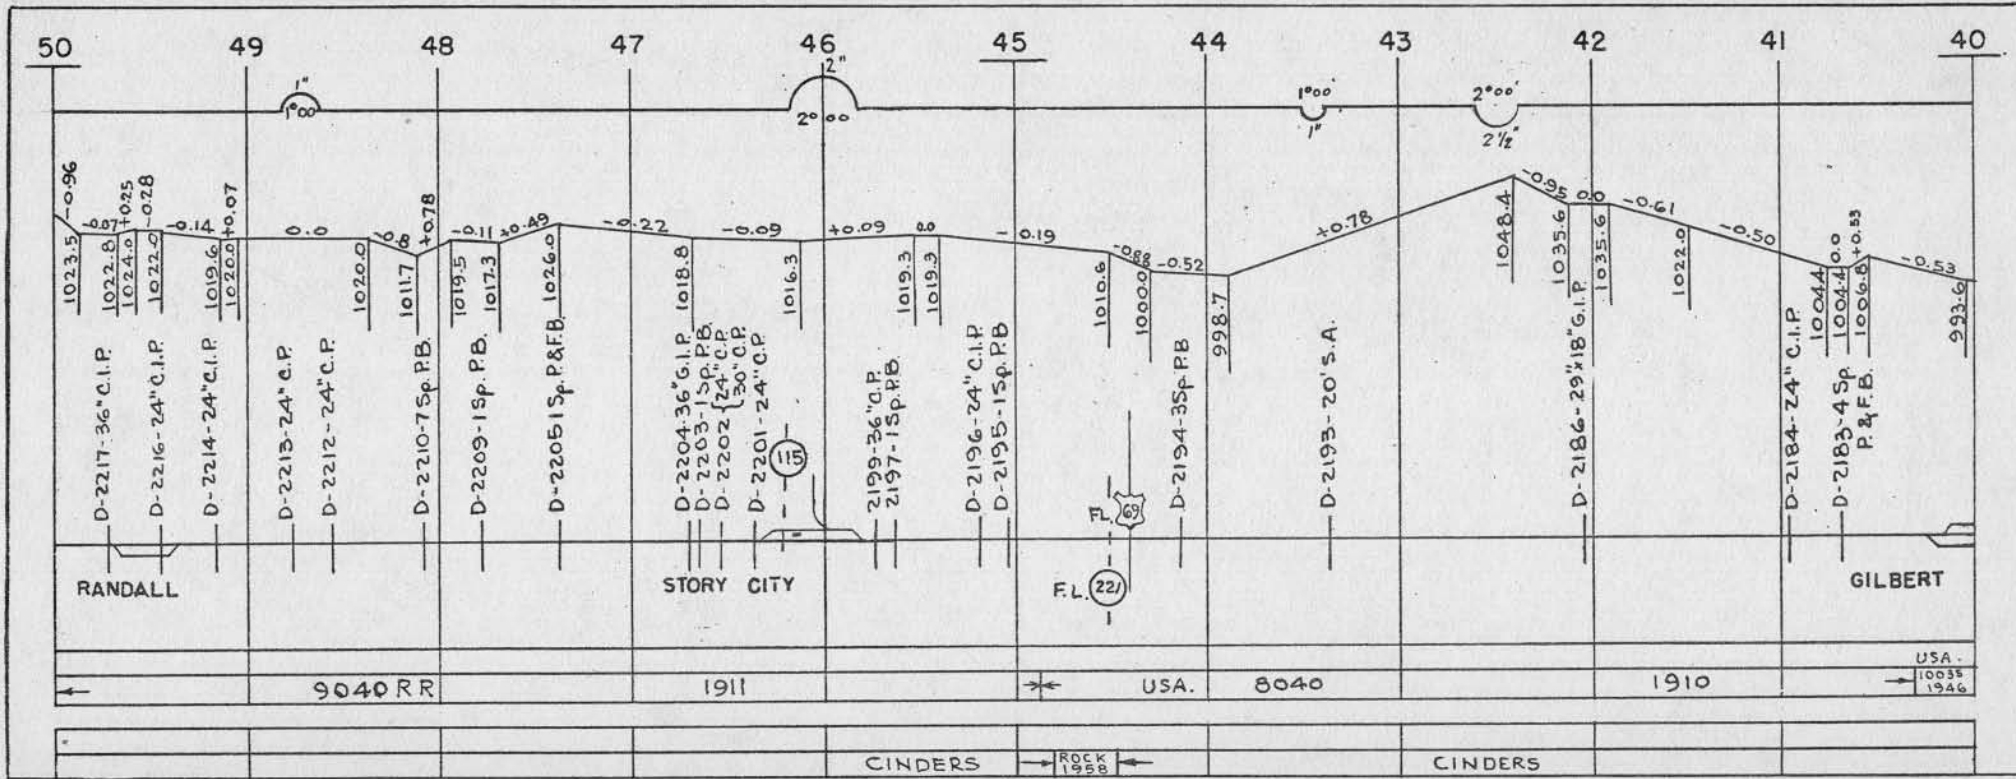 50 49 48 47 46 45 44 43 42 41 40
1" 2" 1°00' 2°00'
1°00' 2°00' 1" 2½"
-0.96 -0.07 +0.25 -0.28 -0.14 +0.07 0.0 -0.8 +0.78 -0.11 +0.49 -0.22 -0.09 +0.09 0.0 -0.19 -0.88 -0.52 +0.78 -0.95 0.0 -0.61 -0.50 0.0 +0.53 -0.53
1023.5 1022.8 1024.0 1022.0 1019.6 1020.0 1020.0 1011.7 1019.5 1017.3 1026.0 1018.8 1016.3 1019.3 1019.3 1010.6 1000.0 998.7 1048.4 1035.6 1035.6 1022.0 1004.4 1004.4 1006.8 993.6
D-2217-36" C.I.P.
D-2216-24" C.I.P.
D-2214-24" C.I.P.
D-2213-24" C.P.
D-2212-24" C.P.
D-2210-7 Sp. P.B.
D-2209-1 Sp. P.B.
D-2205 1 Sp. P.&F.B.
D-2204-36" G.I.P.
D-2203-1 Sp. P.B.
D-2202 {24" C.P.
{30" C.P.
D-2201-24" C.P.
115
2199-36" C.P.
2197-1 Sp. P.B.
D-2196-24" C.I.P.
D-2195-1 Sp. P.B
FL. 69
F.L. 221
D-2194-3 Sp. P.B
D-2193-20' S.A.
D-2186-29"x18" G.I.P.
D-2184-24" C.I.P.
D-2183-4 Sp.
P.&F.B.
RANDALL STORY CITY GILBERT
9040 RR 1911 USA. 8040 1910 USA.
10035
1946
CINDERS ROCK
1958 CINDERS